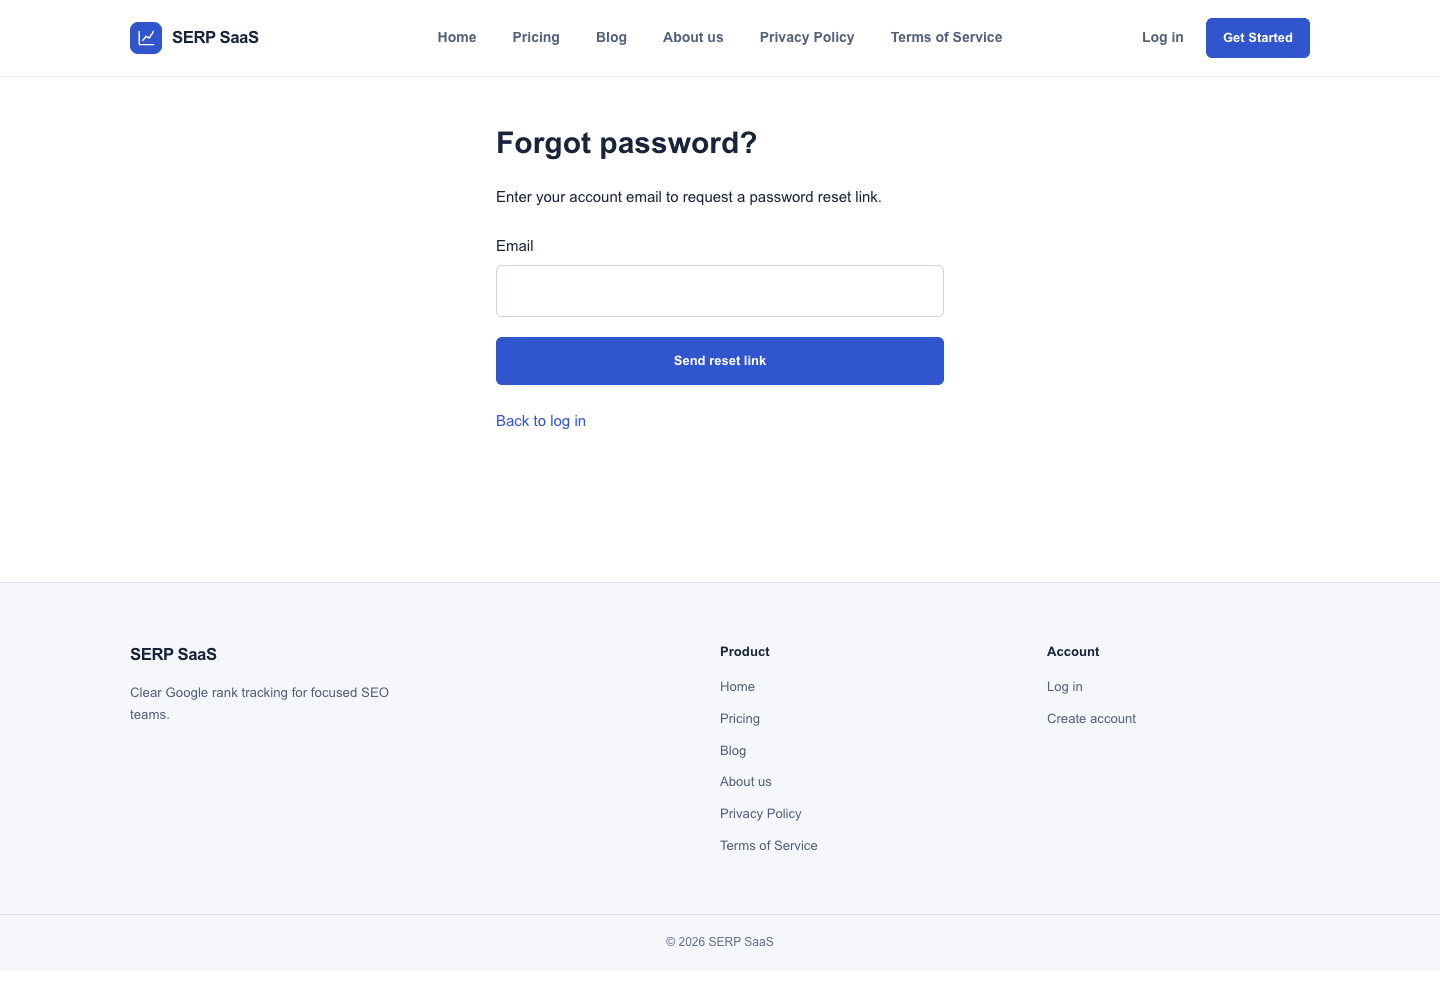 SERP SaaS
Home
Pricing
Blog
About us
Privacy Policy
Terms of Service
Log in
Get Started
Forgot password?
Enter your account email to request a password reset link.
Email
Send reset link
Back to log in
SERP SaaS
Clear Google rank tracking for focused SEO
teams.
Product
Home
Pricing
Blog
About us
Privacy Policy
Terms of Service
Account
Log in
Create account
© 2026 SERP SaaS